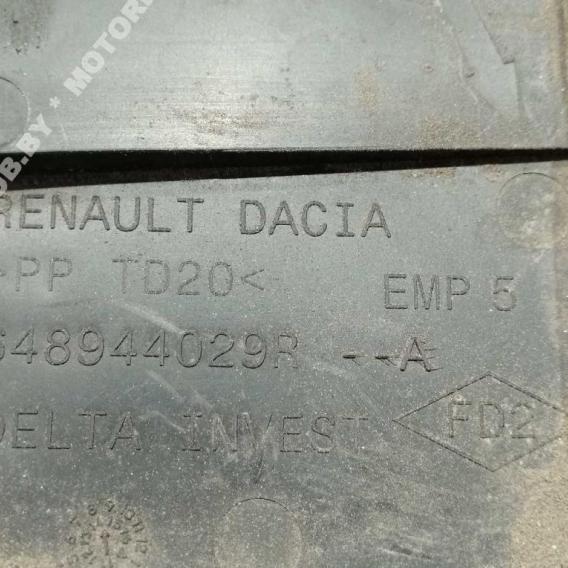 RENAULT DACIA
>PP TD20<
EMP 5
648944029R --A
DELTA INVEST
FD2